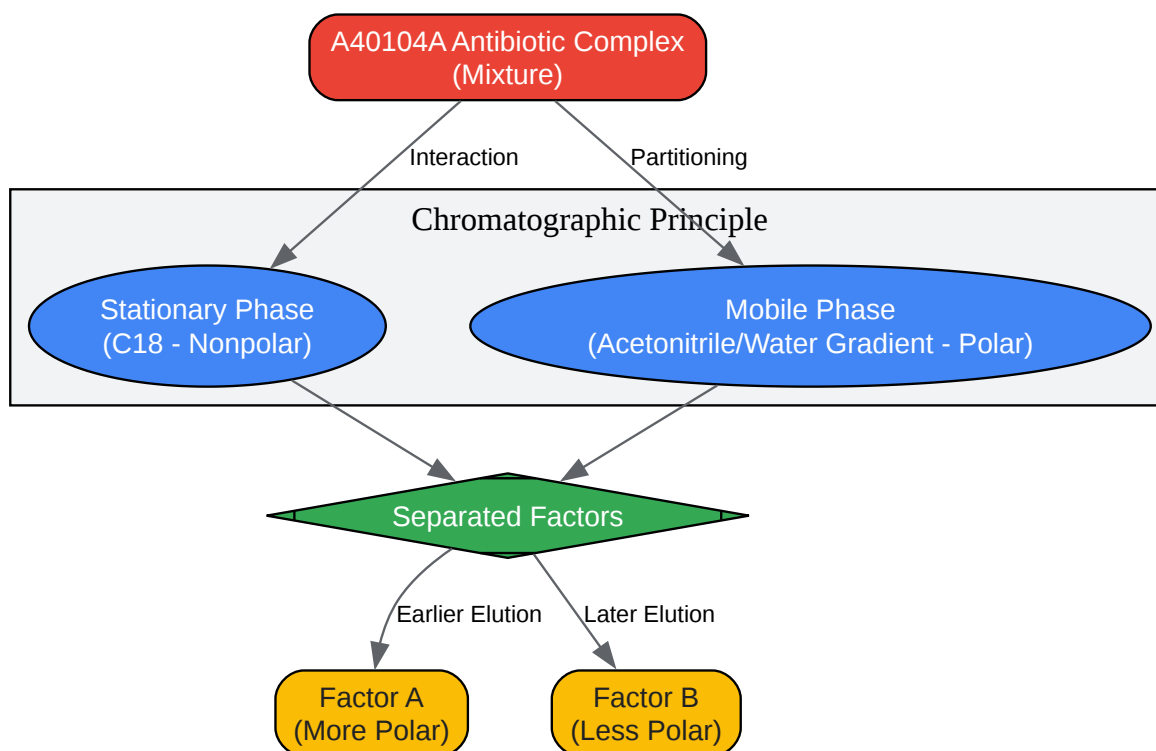 A40104A Antibiotic Complex
(Mixture)
Interaction
Partitioning
Chromatographic Principle
Stationary Phase
(C18 - Nonpolar)
Mobile Phase
(Acetonitrile/Water Gradient - Polar)
Separated Factors
Earlier Elution
Later Elution
Factor A
(More Polar)
Factor B
(Less Polar)